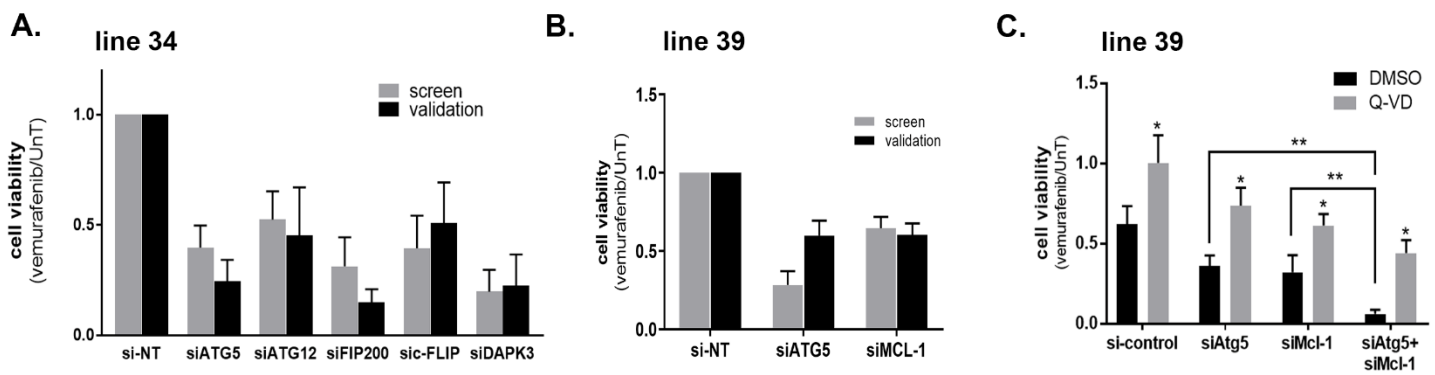 A.
line 34
screen
validation
cell viability
(vemurafenib/UnT)
1.0
0.5
0.0
si-NT siATG5 siATG12 siFIP200 sic-FLIP siDAPK3
B.
line 39
screen
validation
cell viability
(vemurafenib/UnT)
1.5
1.0
0.5
0.0
si-NT siATG5 siMCL-1
C.
line 39
DMSO
Q-VD
cell viability
(vemurafenib/UnT)
1.5
1.0
0.5
0.0
*
**
*
**
*
*
si-control siAtg5 siMcl-1 siAtg5+
siMcl-1